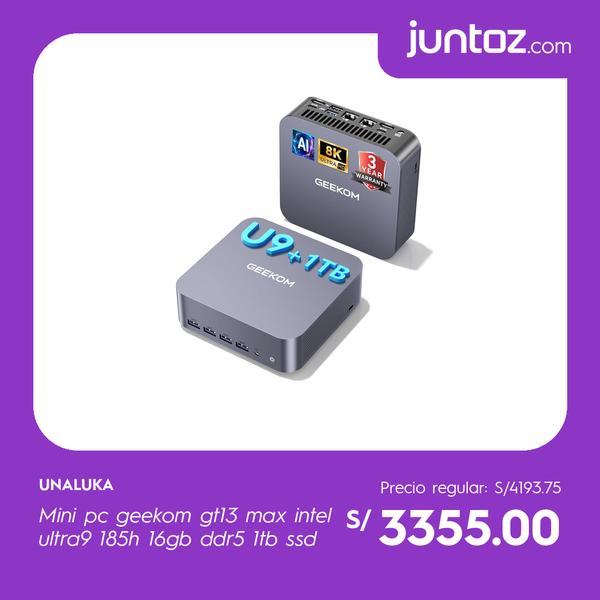 juntoz.com
AI
8K
ULTRA HD
3
YEAR
WARRANTY
GEEKOM
U9+1TB
GEEKOM
UNALUKA
Precio regular: S/4193.75
Mini pc geekom gt13 max intel
ultra9 185h 16gb ddr5 1tb ssd
S/ 3355.00